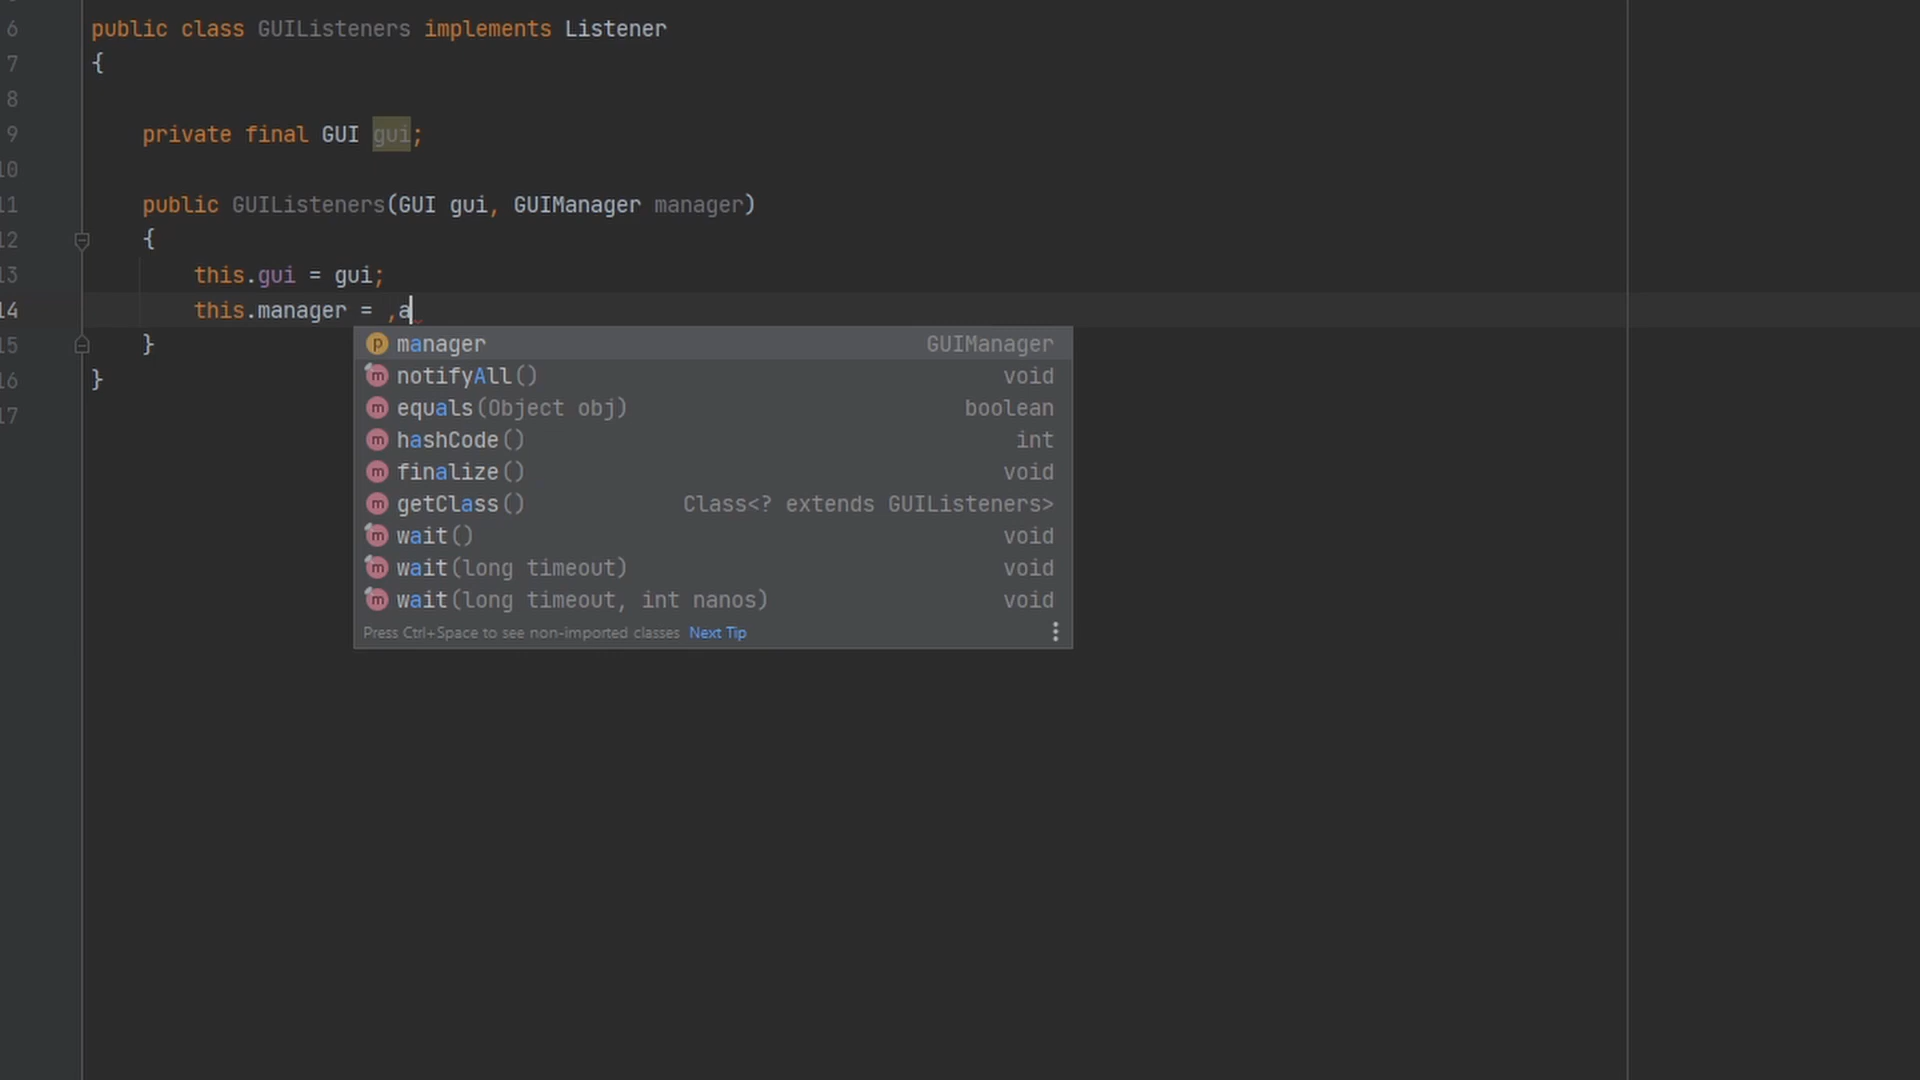 6 public class GUIListeners implements Listener
7 {
8
9 private final GUI gui;
10
11 public GUIListeners(GUI gui, GUIManager manager)
12 {
13 this.gui = gui;
14 this.manager = ,a
manager GUIManager
15 }
notifyAll() void
16 }
equals(Object obj) boolean
17
hashCode() int
finalize() void
getClass() Class<? extends GUIListeners>
wait() void
wait(long timeout) void
wait(long timeout, int nanos) void
Press Ctrl+Space to see non-imported classes Next Tip